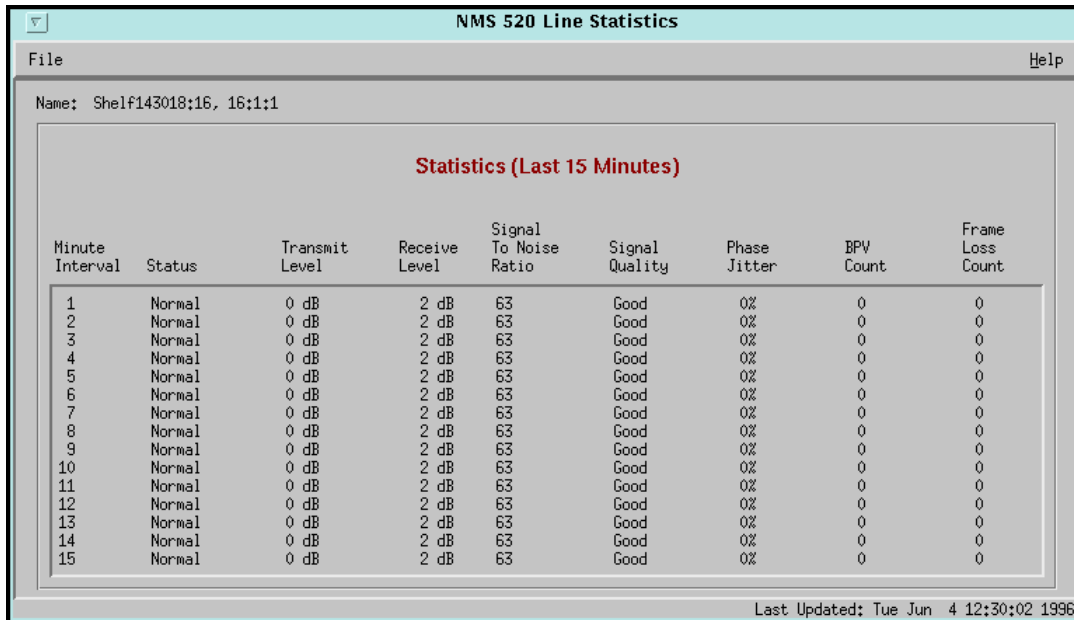 NMS 520 Line Statistics
File Help
Name: Shelf143018:16, 16:1:1
Statistics (Last 15 Minutes)
Signal Frame
Minute Transmit Receive To Noise Signal Phase BPV Loss
Interval Status Level Level Ratio Quality Jitter Count Count
1 Normal 0 dB 2 dB 63 Good 0% 0 0
2 Normal 0 dB 2 dB 63 Good 0% 0 0
3 Normal 0 dB 2 dB 63 Good 0% 0 0
4 Normal 0 dB 2 dB 63 Good 0% 0 0
5 Normal 0 dB 2 dB 63 Good 0% 0 0
6 Normal 0 dB 2 dB 63 Good 0% 0 0
7 Normal 0 dB 2 dB 63 Good 0% 0 0
8 Normal 0 dB 2 dB 63 Good 0% 0 0
9 Normal 0 dB 2 dB 63 Good 0% 0 0
10 Normal 0 dB 2 dB 63 Good 0% 0 0
11 Normal 0 dB 2 dB 63 Good 0% 0 0
12 Normal 0 dB 2 dB 63 Good 0% 0 0
13 Normal 0 dB 2 dB 63 Good 0% 0 0
14 Normal 0 dB 2 dB 63 Good 0% 0 0
15 Normal 0 dB 2 dB 63 Good 0% 0 0
Last Updated: Tue Jun 4 12:30:02 1996